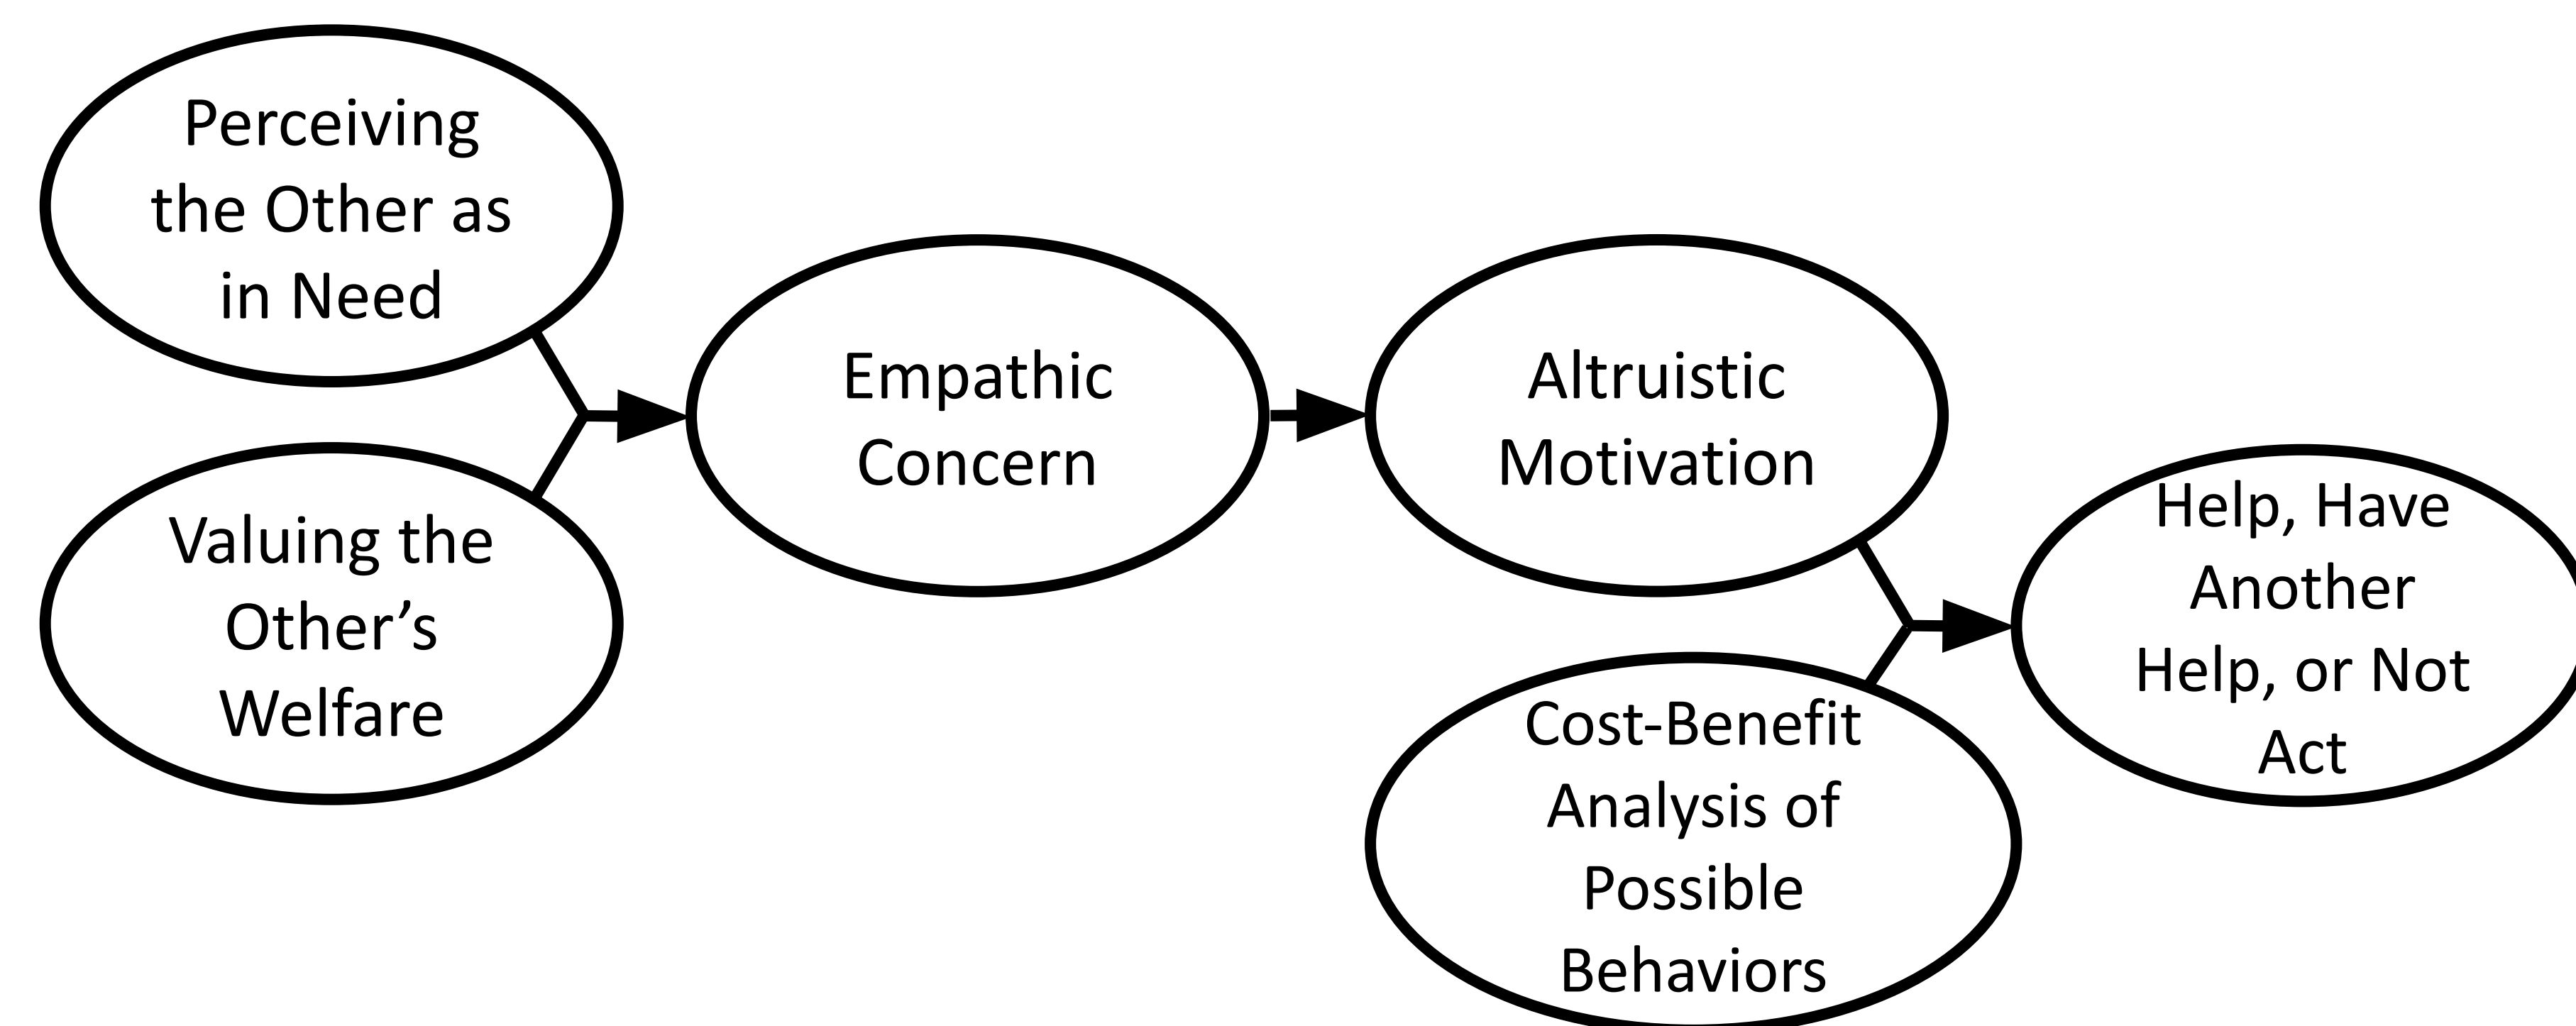 Perceiving
the Other as
in Need
Valuing the
Other’s
Welfare
Empathic
Concern
Altruistic
Motivation
Cost-Benefit
Analysis of
Possible
Behaviors
Help, Have
Another
Help, or Not
Act